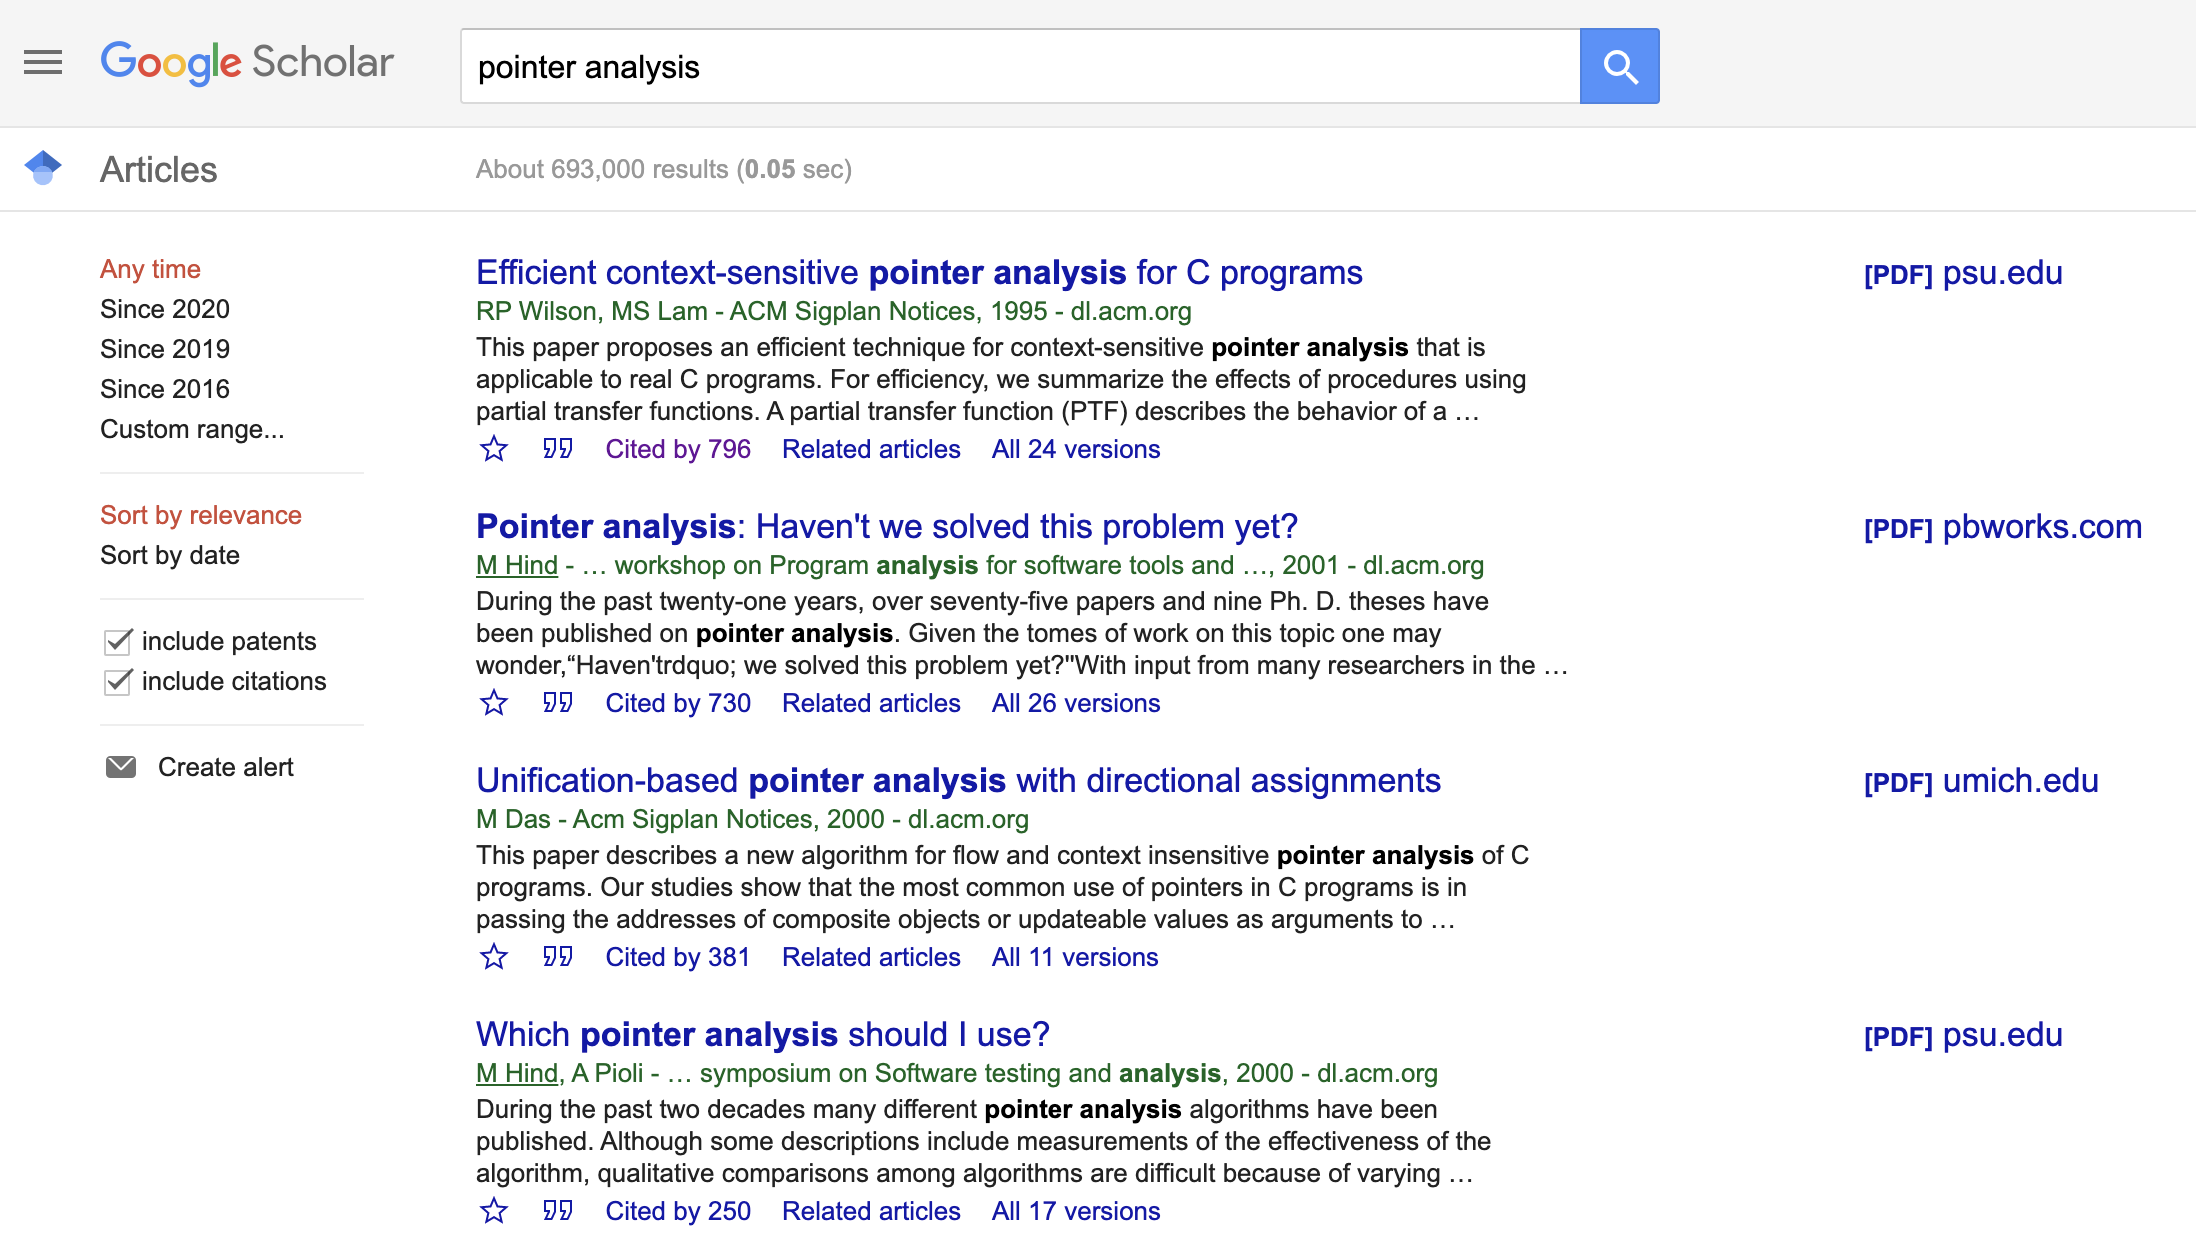 Google Scholar
pointer analysis
Articles
About 693,000 results (0.05 sec)
Any time
Since 2020
Since 2019
Since 2016
Custom range...
Sort by relevance
Sort by date
include patents
include citations
Create alert
Efficient context-sensitive pointer analysis for C programs
RP Wilson, MS Lam - ACM Sigplan Notices, 1995 - dl.acm.org
This paper proposes an efficient technique for context-sensitive pointer analysis that is
applicable to real C programs. For efficiency, we summarize the effects of procedures using
partial transfer functions. A partial transfer function (PTF) describes the behavior of a …
Cited by 796 Related articles All 24 versions
[PDF] psu.edu
Pointer analysis: Haven't we solved this problem yet?
M Hind - … workshop on Program analysis for software tools and …, 2001 - dl.acm.org
During the past twenty-one years, over seventy-five papers and nine Ph. D. theses have
been published on pointer analysis. Given the tomes of work on this topic one may
wonder,“Haven'trdquo; we solved this problem yet?"With input from many researchers in the …
Cited by 730 Related articles All 26 versions
[PDF] pbworks.com
Unification-based pointer analysis with directional assignments
M Das - Acm Sigplan Notices, 2000 - dl.acm.org
This paper describes a new algorithm for flow and context insensitive pointer analysis of C
programs. Our studies show that the most common use of pointers in C programs is in
passing the addresses of composite objects or updateable values as arguments to …
Cited by 381 Related articles All 11 versions
[PDF] umich.edu
Which pointer analysis should I use?
M Hind, A Pioli - … symposium on Software testing and analysis, 2000 - dl.acm.org
During the past two decades many different pointer analysis algorithms have been
published. Although some descriptions include measurements of the effectiveness of the
algorithm, qualitative comparisons among algorithms are difficult because of varying …
Cited by 250 Related articles All 17 versions
[PDF] psu.edu